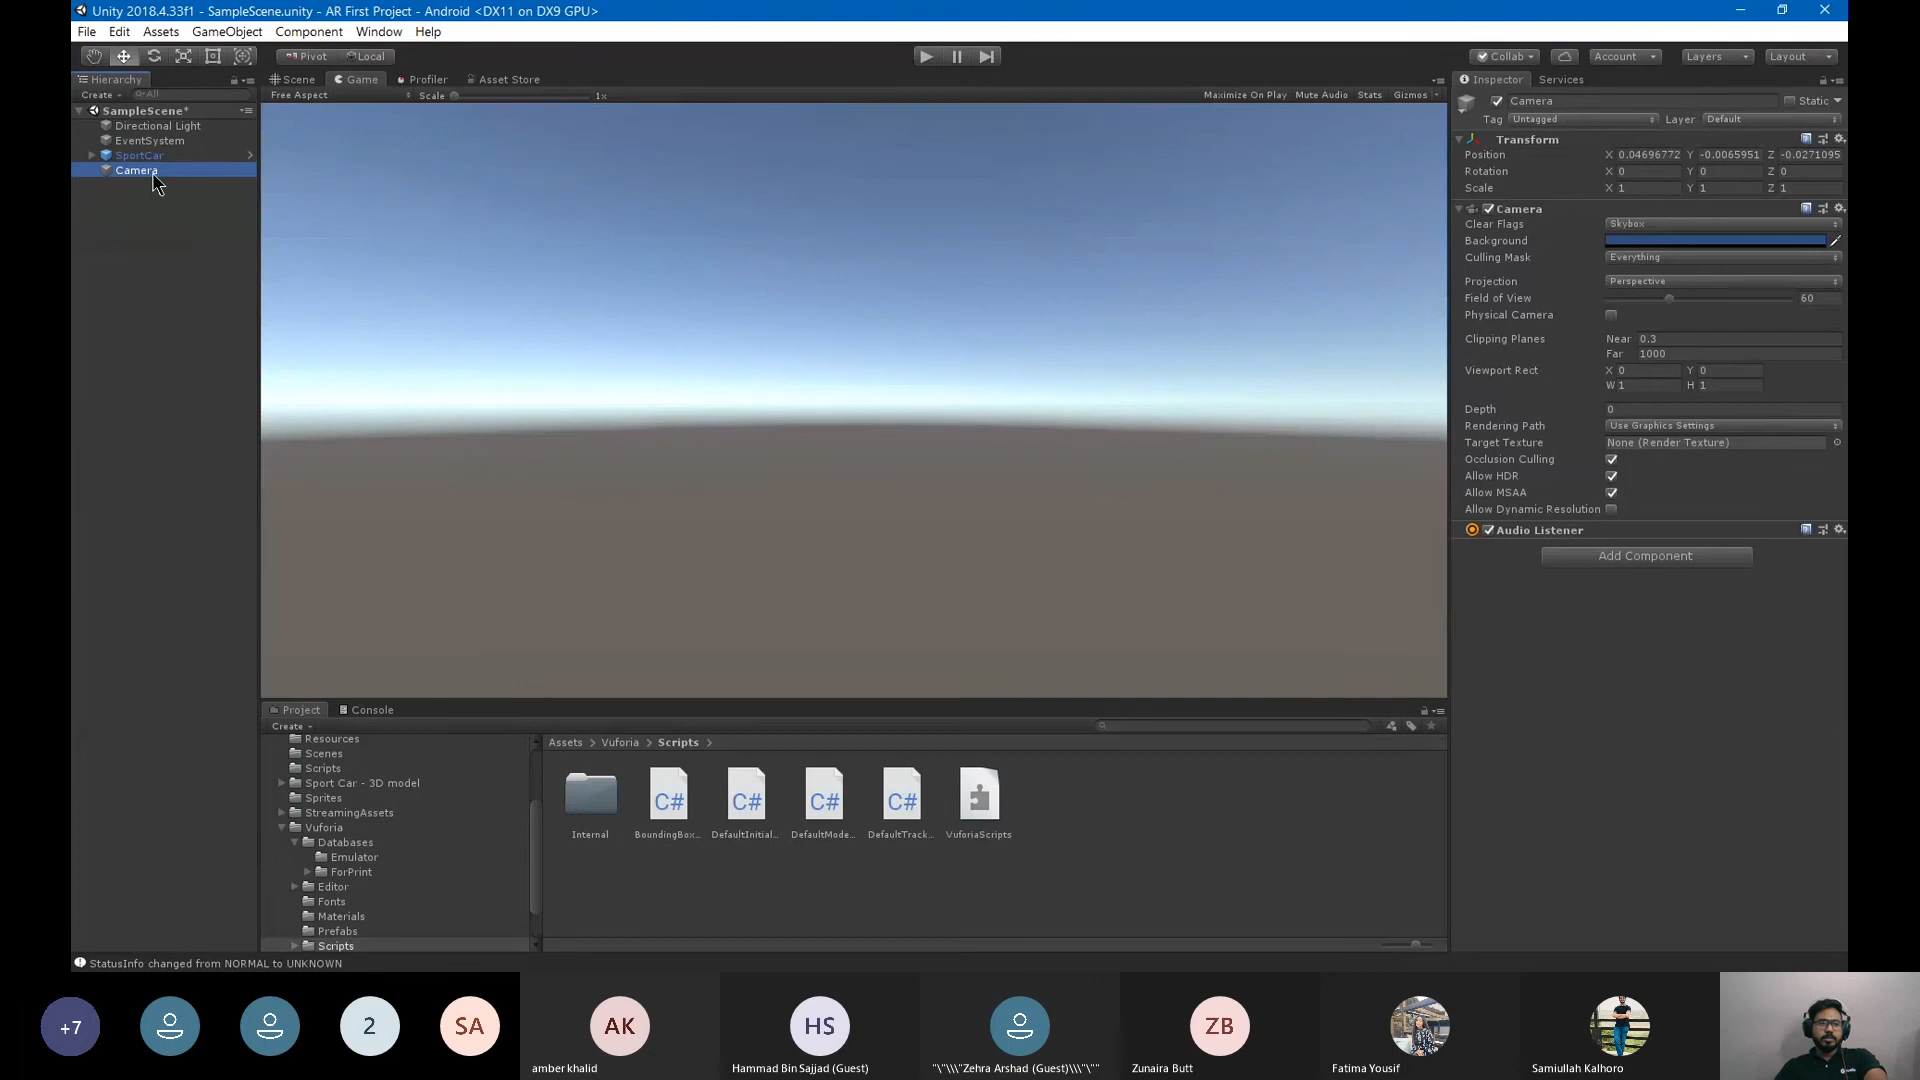 Unity 2018.4.33f1 - SampleScene.unity - AR First Project - Android <DX11 on DX9 GPU>
File Edit Assets GameObject Component Window Help
Pivot Local
Collab Account Layers Layout
Hierarchy
Scene Game Profiler Asset Store
Inspector Services
Create All
Free Aspect Scale 1x
Maximize On Play Mute Audio Stats Gizmos
Camera Static
Tag Untagged Layer Default
SampleScene*
Directional Light
EventSystem
SportCar
Camera
Transform
Position X 0.04696772 Y -0.0065951 Z -0.0271095
Rotation X 0 Y 0 Z 0
Scale X 1 Y 1 Z 1
Camera
Clear Flags Skybox
Background
Culling Mask Everything
Projection Perspective
Field of View 60
Physical Camera
Clipping Planes Near 0.3
Far 1000
Viewport Rect X 0 Y 0
W 1 H 1
Depth 0
Rendering Path Use Graphics Settings
Target Texture None (Render Texture)
Occlusion Culling
Allow HDR
Allow MSAA
Allow Dynamic Resolution
Audio Listener
Add Component
Project Console
Create
Resources
Scenes
Scripts
Sport Car - 3D model
Sprites
StreamingAssets
Vuforia
Databases
Emulator
ForPrint
Editor
Fonts
Materials
Prefabs
Scripts
Assets > Vuforia > Scripts >
C# C# C# C#
Internal BoundingBox... DefaultInitial... DefaultMode... DefaultTrack... VuforiaScripts
StatusInfo changed from NORMAL to UNKNOWN
+7 2 SA AK HS ZB
amber khalid Hammad Bin Sajjad (Guest) "\"\\\"Zehra Arshad (Guest)\\\"\"" Zunaira Butt Fatima Yousif Samiullah Kalhoro